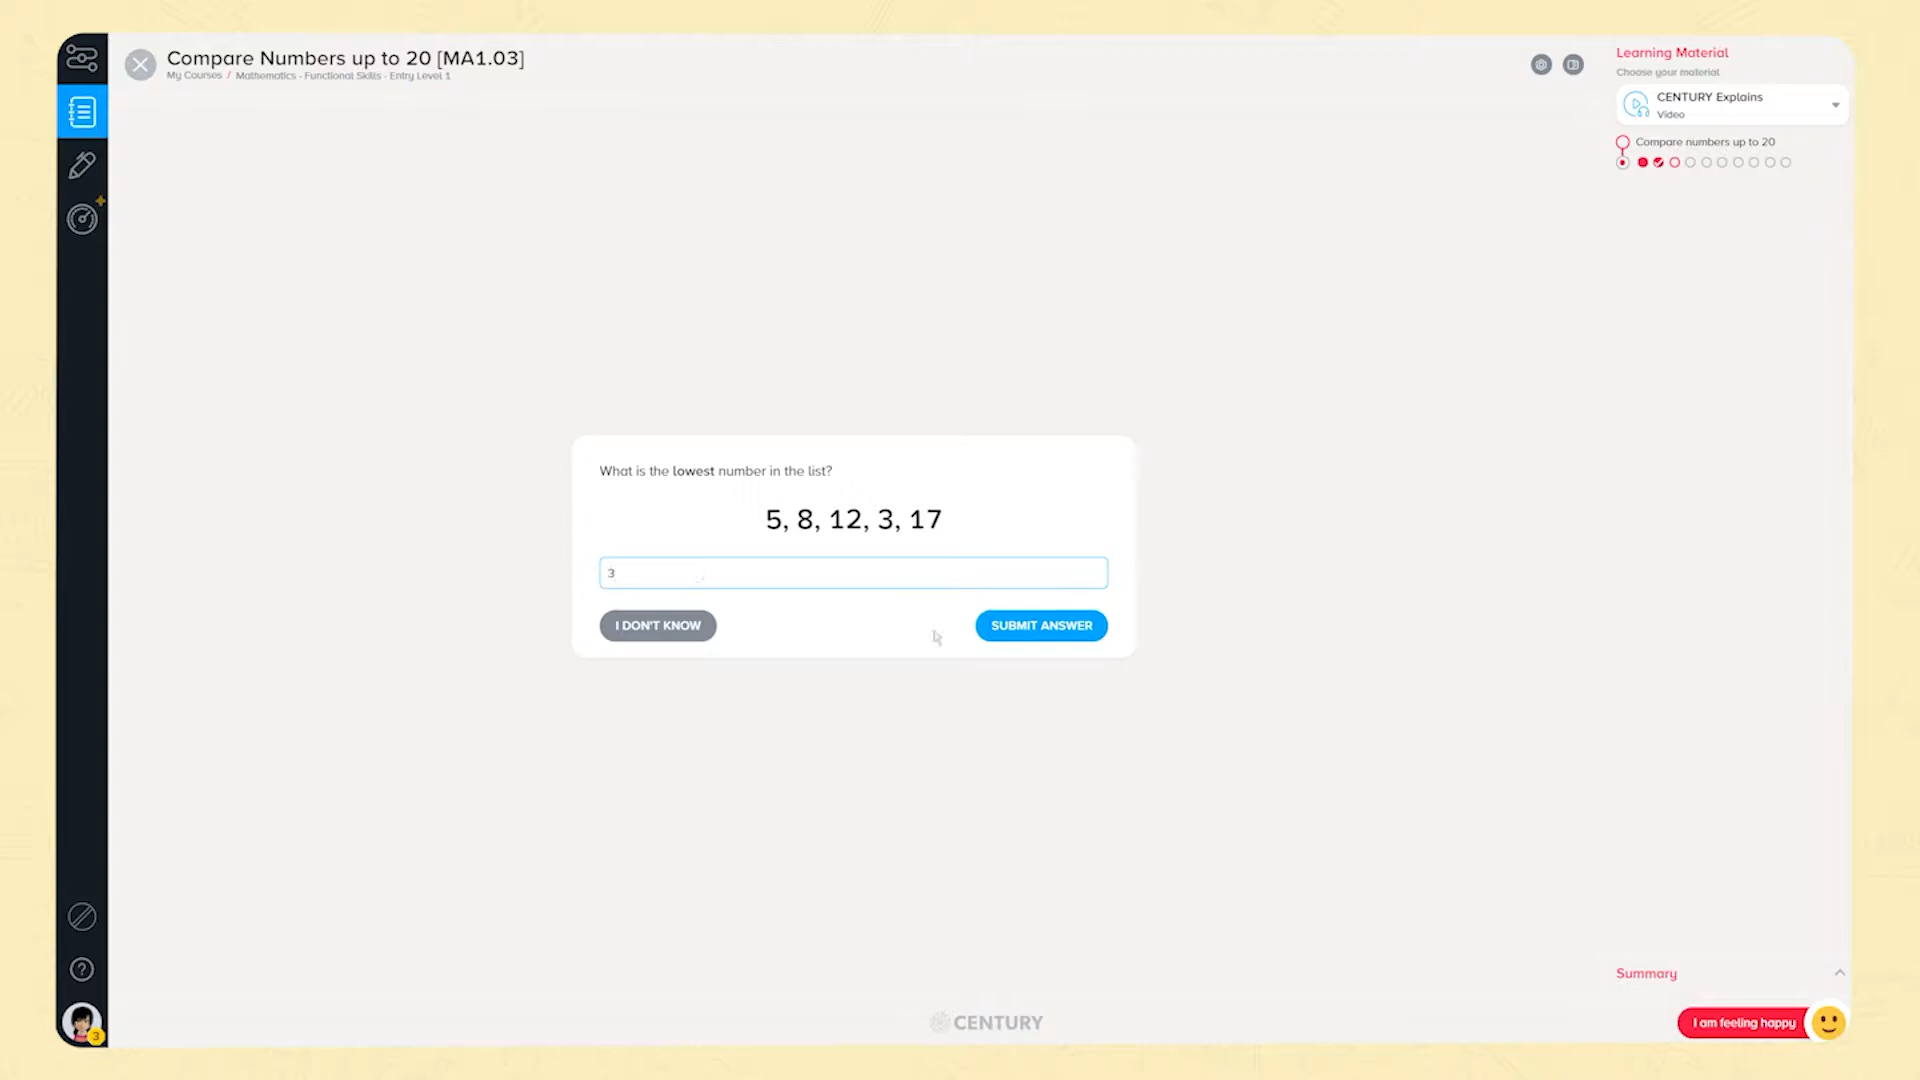 Compare Numbers up to 20 [MA1.03]
My Courses / Mathematics - Functional Skills - Entry Level 1
Learning Material
Choose your material
CENTURY Explains
Video
Compare numbers up to 20
What is the lowest number in the list?
5, 8, 12, 3, 17
3
I DON'T KNOW
SUBMIT ANSWER
Summary
I am feeling happy
3
CENTURY